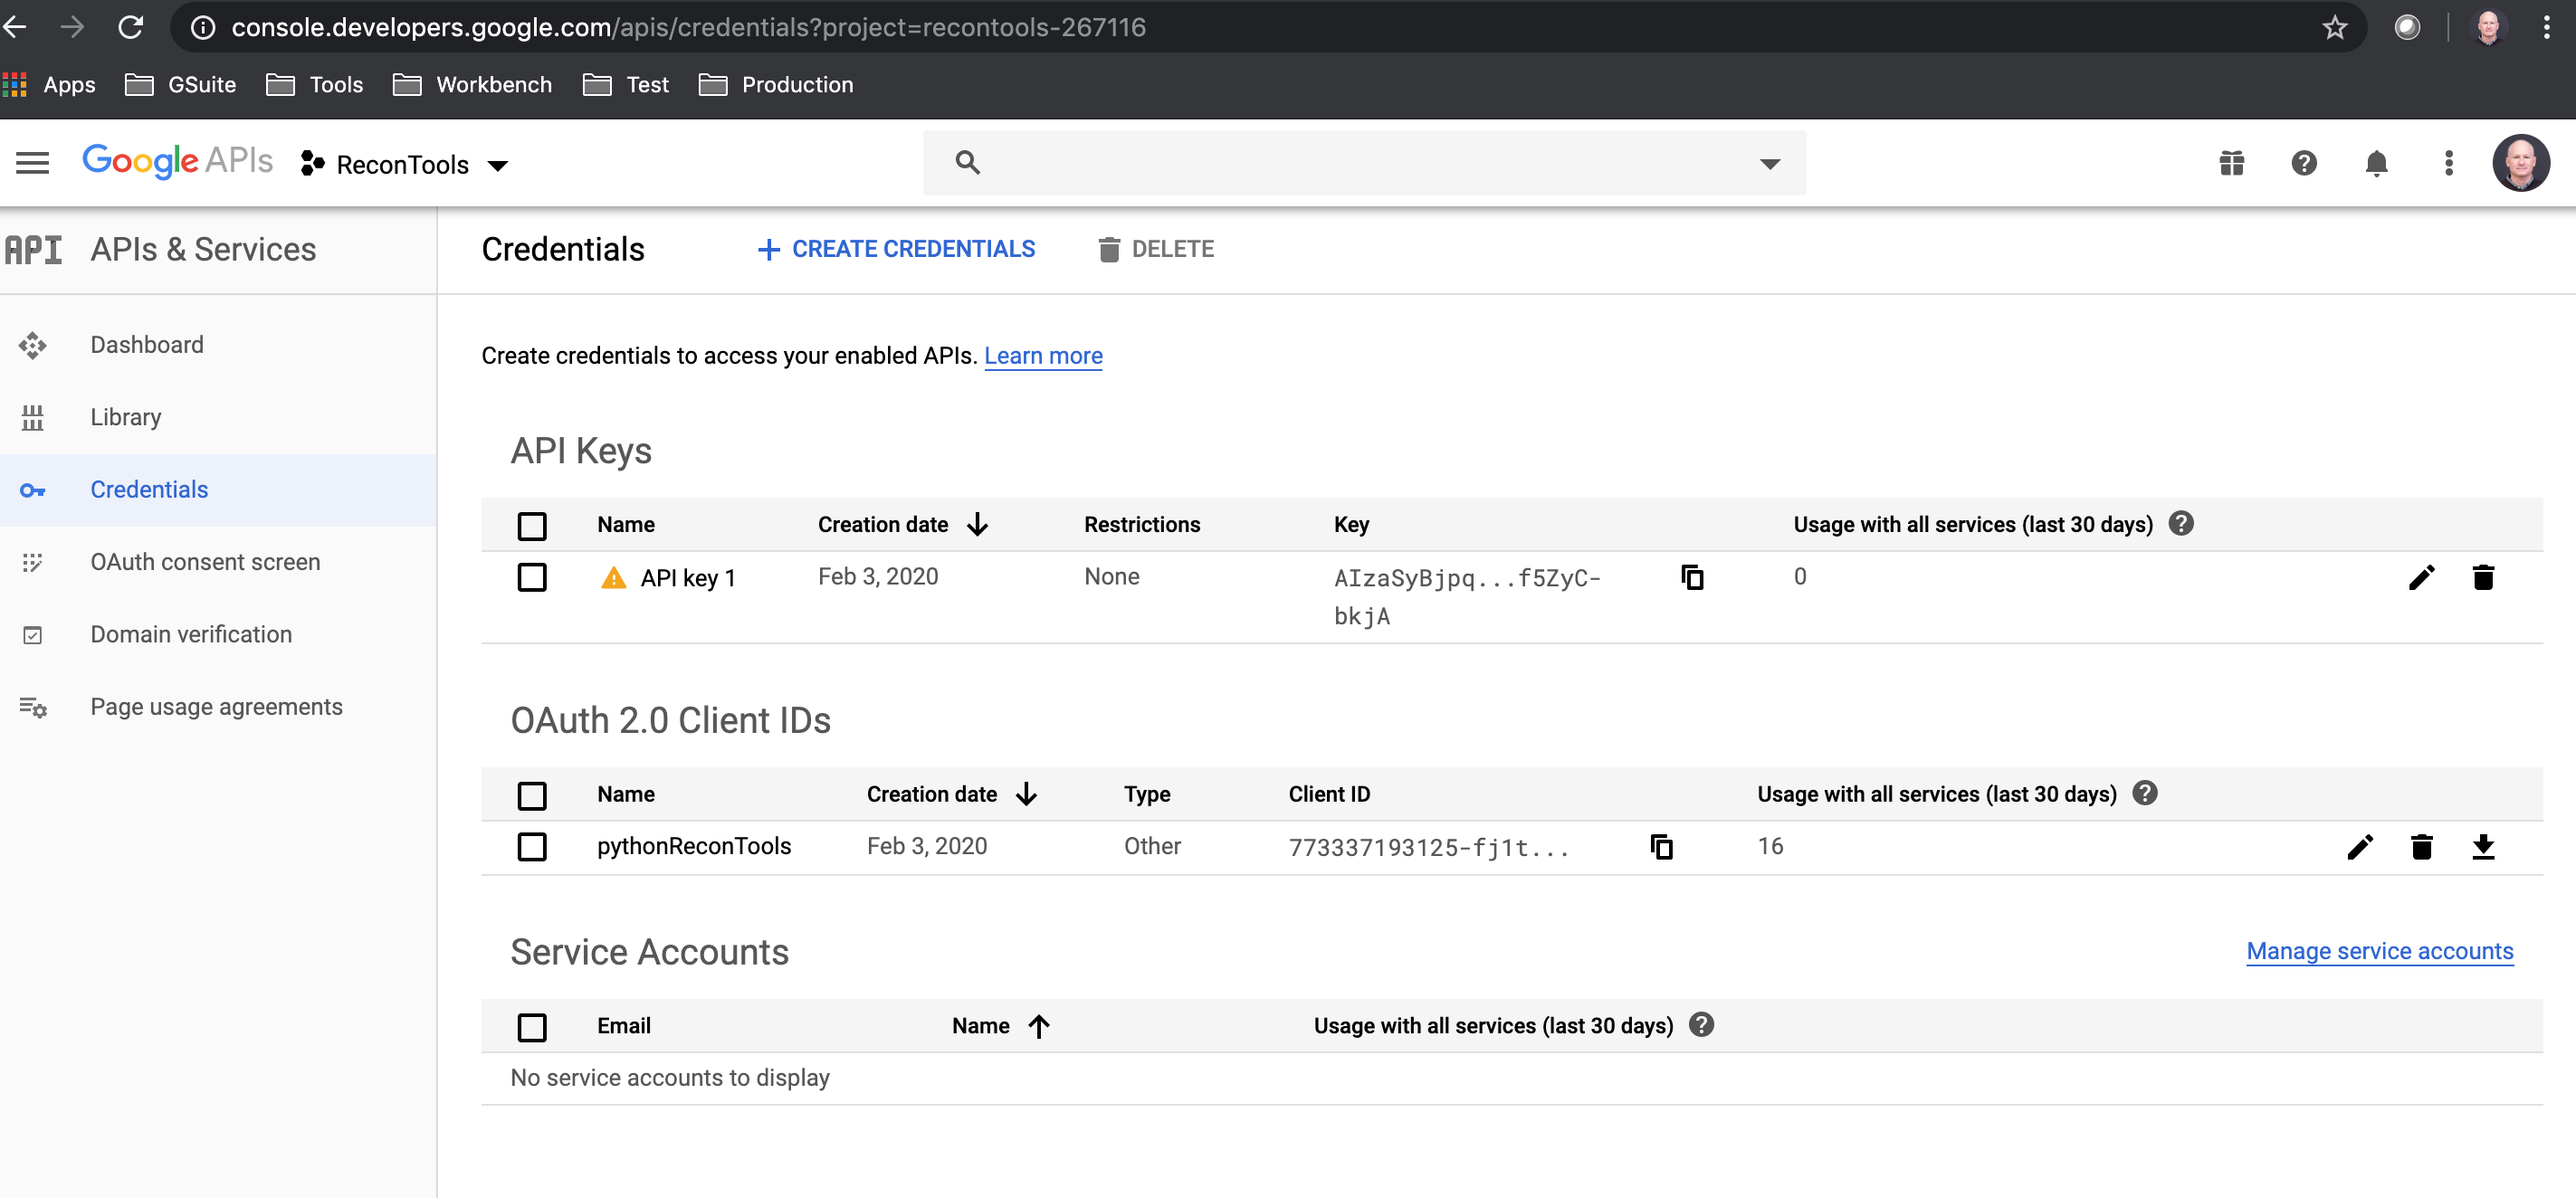 console.developers.google.com/apis/credentials?project=recontools-267116
Apps GSuite Tools Workbench Test Production
Google APIs ReconTools
API APIs & Services
Dashboard
Library
Credentials
OAuth consent screen
Domain verification
Page usage agreements
Credentials + CREATE CREDENTIALS DELETE
Create credentials to access your enabled APIs. Learn more
API Keys
Name Creation date Restrictions Key Usage with all services (last 30 days)
API key 1 Feb 3, 2020 None AIzaSyBjpq...f5ZyC- 0
bkjA
OAuth 2.0 Client IDs
Name Creation date Type Client ID Usage with all services (last 30 days)
pythonReconTools Feb 3, 2020 Other 773337193125-fj1t... 16
Service Accounts Manage service accounts
Email Name Usage with all services (last 30 days)
No service accounts to display